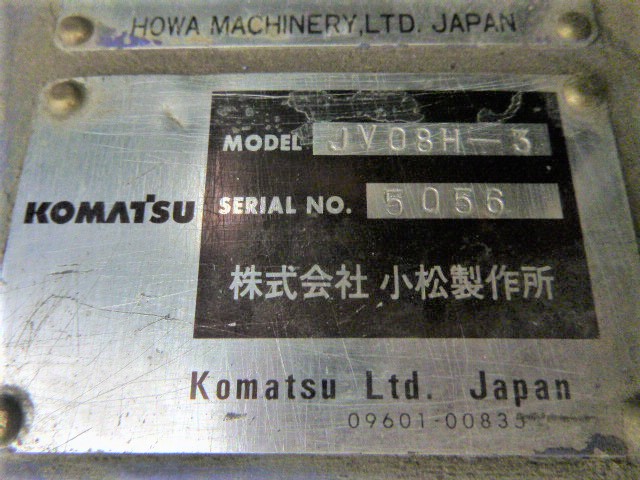 HOWA MACHINERY,LTD. JAPAN
MODEL JV08H-3
KOMATSU SERIAL NO. 5056
株式会社 小松製作所
Komatsu Ltd. Japan
09601-00835